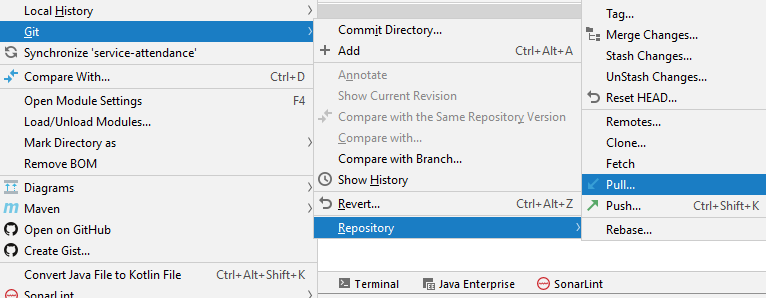 Local History
Git
Synchronize 'service-attendance'
Compare With... Ctrl+D
Open Module Settings F4
Load/Unload Modules...
Mark Directory as
Remove BOM
Diagrams
Maven
Open on GitHub
Create Gist...
Convert Java File to Kotlin File Ctrl+Alt+Shift+K
SonarLint
Commit Directory...
Add Ctrl+Alt+A
Annotate
Show Current Revision
Compare with the Same Repository Version
Compare with...
Compare with Branch...
Show History
Revert... Ctrl+Alt+Z
Repository
Tag...
Merge Changes...
Stash Changes...
UnStash Changes...
Reset HEAD...
Remotes...
Clone...
Fetch
Pull...
Push... Ctrl+Shift+K
Rebase...
Terminal Java Enterprise SonarLint